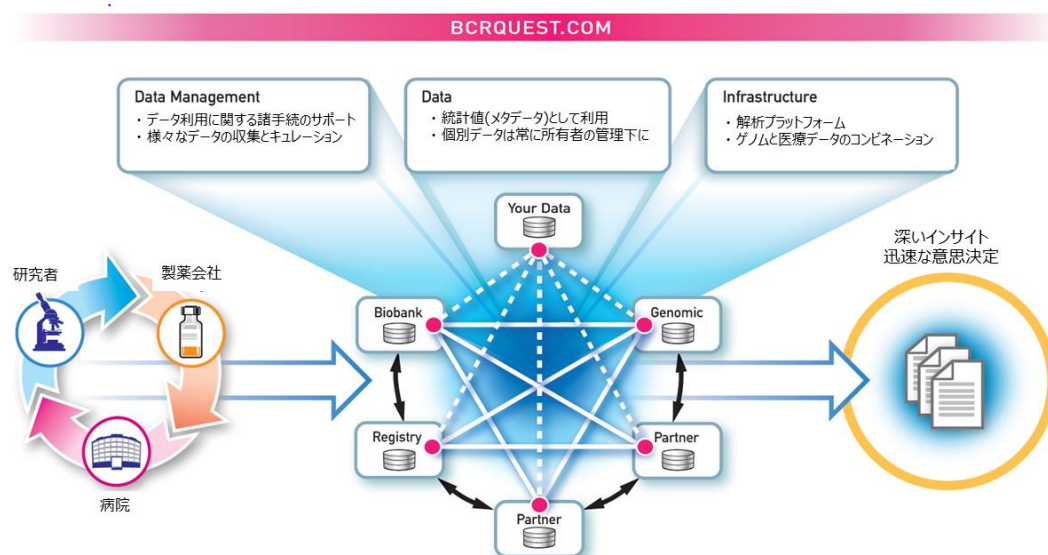 BCRQUEST.COM
Data Management
・データ利用に関する諸手続のサポート
・様々なデータの収集とキュレーション
Data
・統計値(メタデータ)として利用
・個別データは常に所有者の管理下に
Infrastructure
・解析プラットフォーム
・ゲノムと医療データのコンビネーション
Your Data
研究者
製薬会社
病院
Biobank
Genomic
Registry
Partner
Partner
深いインサイト
迅速な意思決定